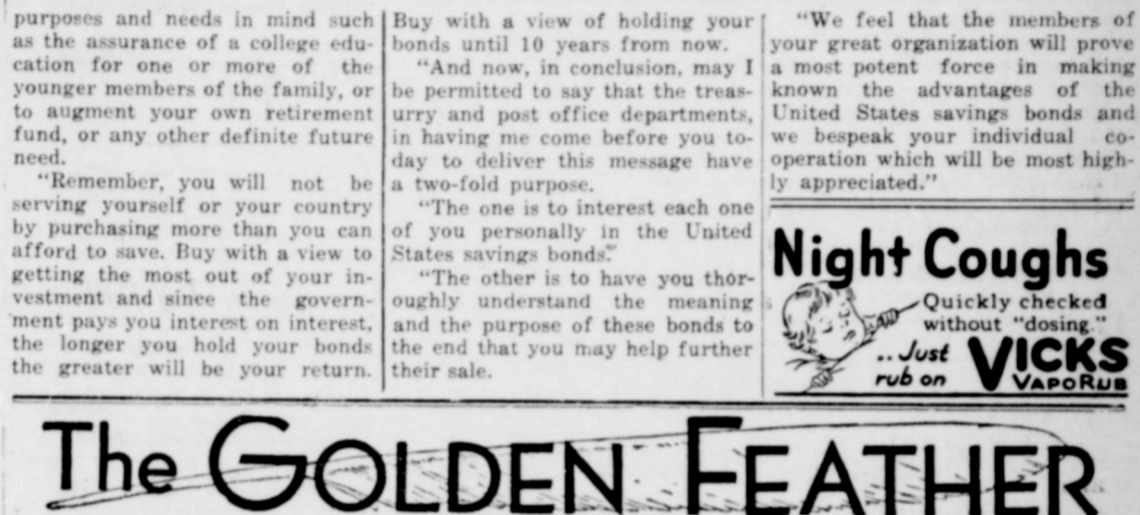 purposes and needs in mind such
as the assurance of a college edu-
cation for one or more of the
younger members of the family, or
to augment your own retirement
fund, or any other definite future
need.
"Remember, you will not be
serving yourself or your country
by purchasing more than you can
afford to save. Buy with a view to
getting the most out of your in-
vestment and since the govern-
ment pays you interest on interest,
the longer you hold your bonds
the greater will be your return.
Buy with a view of holding your
bonds until 10 years from now.
"And now, in conclusion, may I
be permitted to say that the treas-
urry and post office departments,
in having me come before you to-
day to deliver this message have
a two-fold purpose.
"The one is to interest each one
of you personally in the United
States savings bonds."
"The other is to have you thor-
oughly understand the meaning
and the purpose of these bonds to
the end that you may help further
their sale.
"We feel that the members of
your great organization will prove
a most potent force in making
known the advantages of the
United States savings bonds and
we bespeak your individual co-
operation which will be most high-
ly appreciated."
Night Coughs
Quickly checked
without "dosing."
..Just
rub on
VICKS
VAPORUB
The GOLDEN FEATHER